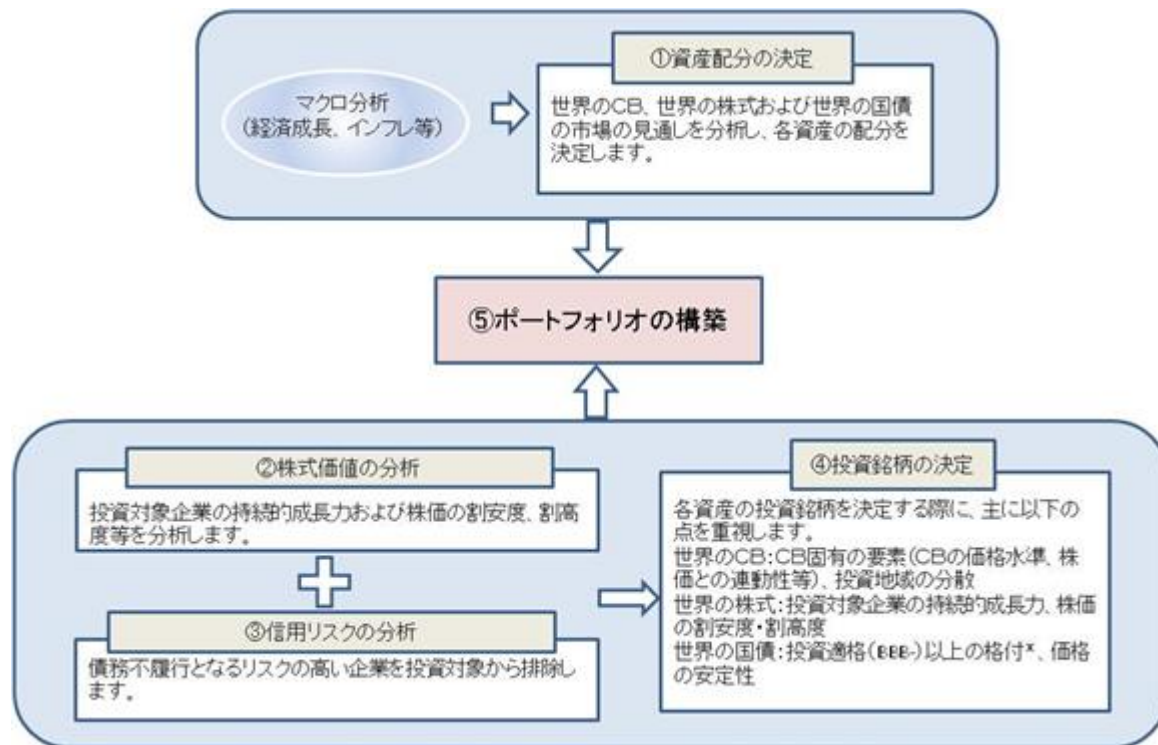 ①資産配分の決定
マクロ分析
(経済成長、インフレ等)
世界のCB、世界の株式および世界の国債
の市場の見通しを分析し、各資産の配分を
決定します。
⑤ポートフォリオの構築
②株式価値の分析
投資対象企業の持続的成長力および株価の割安度、割高
度等を分析します。
③信用リスクの分析
債務不履行となるリスクの高い企業を投資対象から排除し
ます。
④投資銘柄の決定
各資産の投資銘柄を決定する際に、主に以下の
点を重視します。
世界のCB:CB固有の要素(CBの価格水準、株
価との連動性等)、投資地域の分散
世界の株式:投資対象企業の持続的成長力、株価
の割安度・割高度
世界の国債:投資適格(BBB-)以上の格付*、価格
の安定性